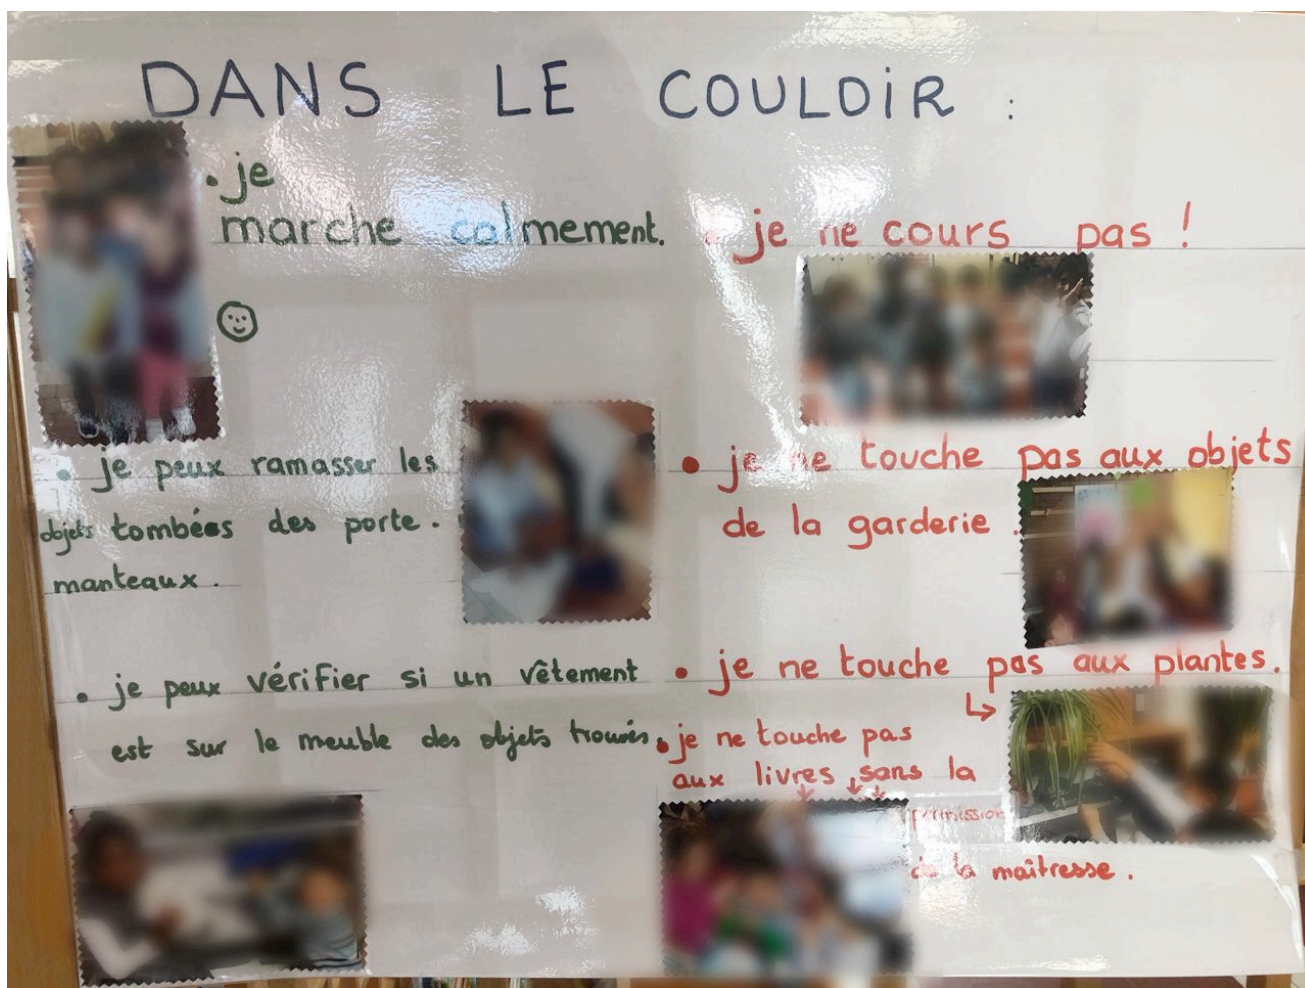 DANS LE COULOIR :
. je
marche calmement.
• je peux ramasser les
objets tombées des porte.
manteaux.
• je peux vérifier si un vêtement
est sur le meuble des objets trouvés.
• je ne cours pas !
• je ne touche pas aux objets
de la garderie.
• je ne touche pas aux plantes.
• je ne touche pas
aux livres sans la
permission
de la maîtresse.